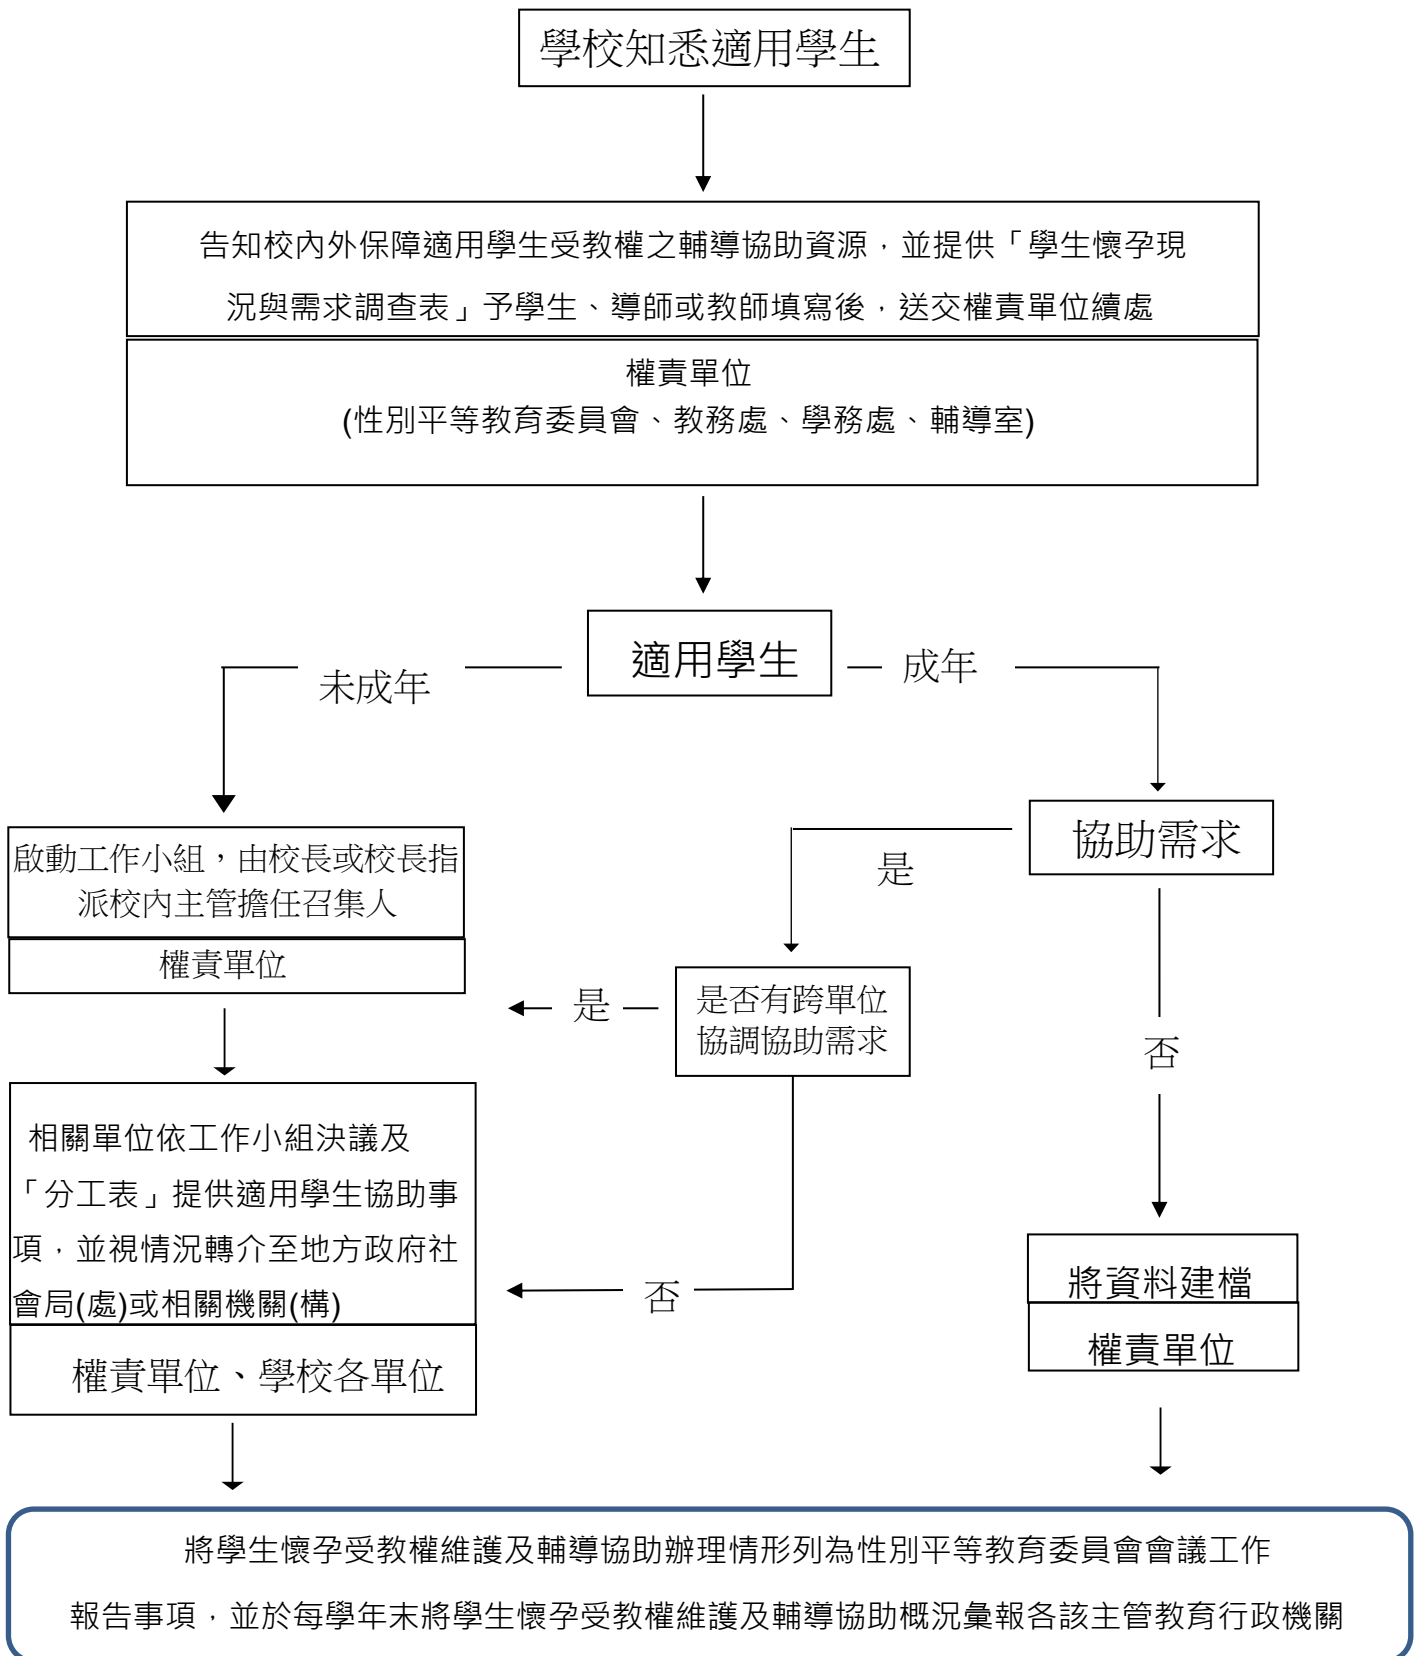 學校知悉適用學生
告知校內外保障適用學生受教權之輔導協助資源，並提供「學生懷孕現
況與需求調查表」予學生、導師或教師填寫後，送交權責單位續處
權責單位
(性別平等教育委員會、教務處、學務處、輔導室)
適用學生
未成年
成年
啟動工作小組，由校長或校長指
派校內主管擔任召集人
權責單位
協助需求
是
是否有跨單位
協調協助需求
是
否
否
相關單位依工作小組決議及
「分工表」提供適用學生協助事
項，並視情況轉介至地方政府社
會局(處)或相關機關(構)
權責單位、學校各單位
將資料建檔
權責單位
將學生懷孕受教權維護及輔導協助辦理情形列為性別平等教育委員會會議工作
報告事項，並於每學年末將學生懷孕受教權維護及輔導協助概況彙報各該主管教育行政機關